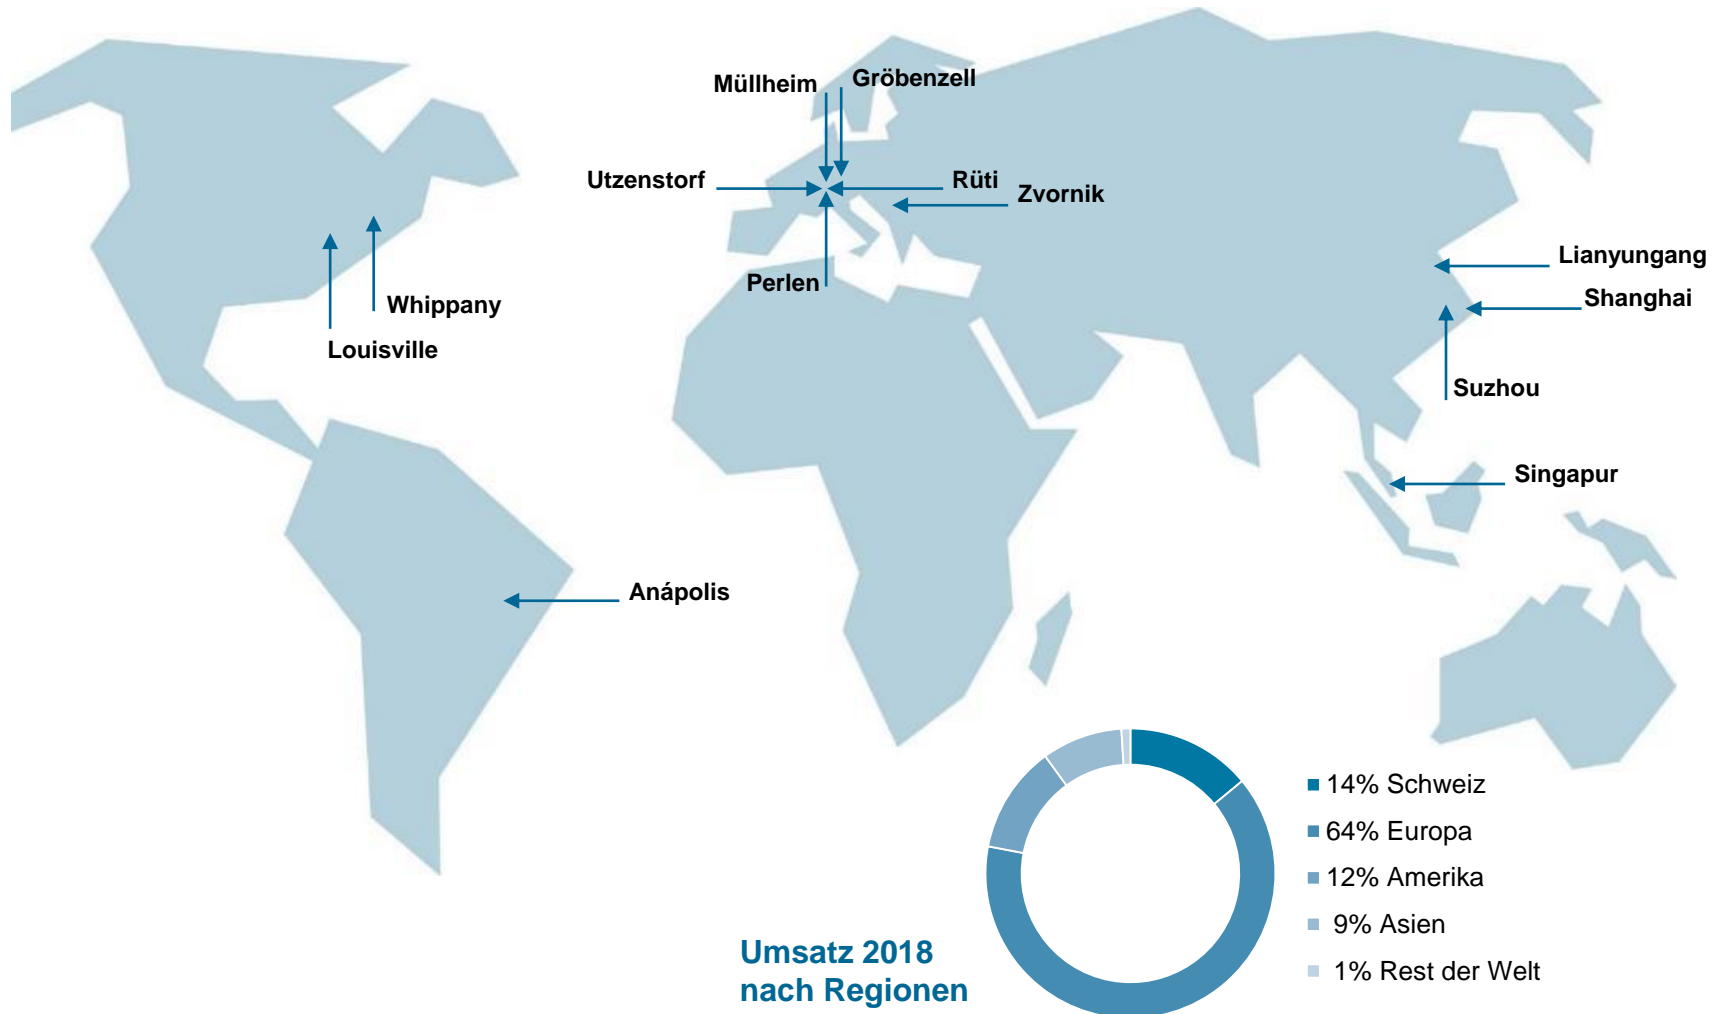 Müllheim
Gröbenzell
Utzenstorf
Rüti
Zvornik
Perlen
Whippany
Louisville
Lianyungang
Shanghai
Suzhou
Singapur
Anápolis
14% Schweiz
64% Europa
12% Amerika
9% Asien
1% Rest der Welt
Umsatz 2018
nach Regionen